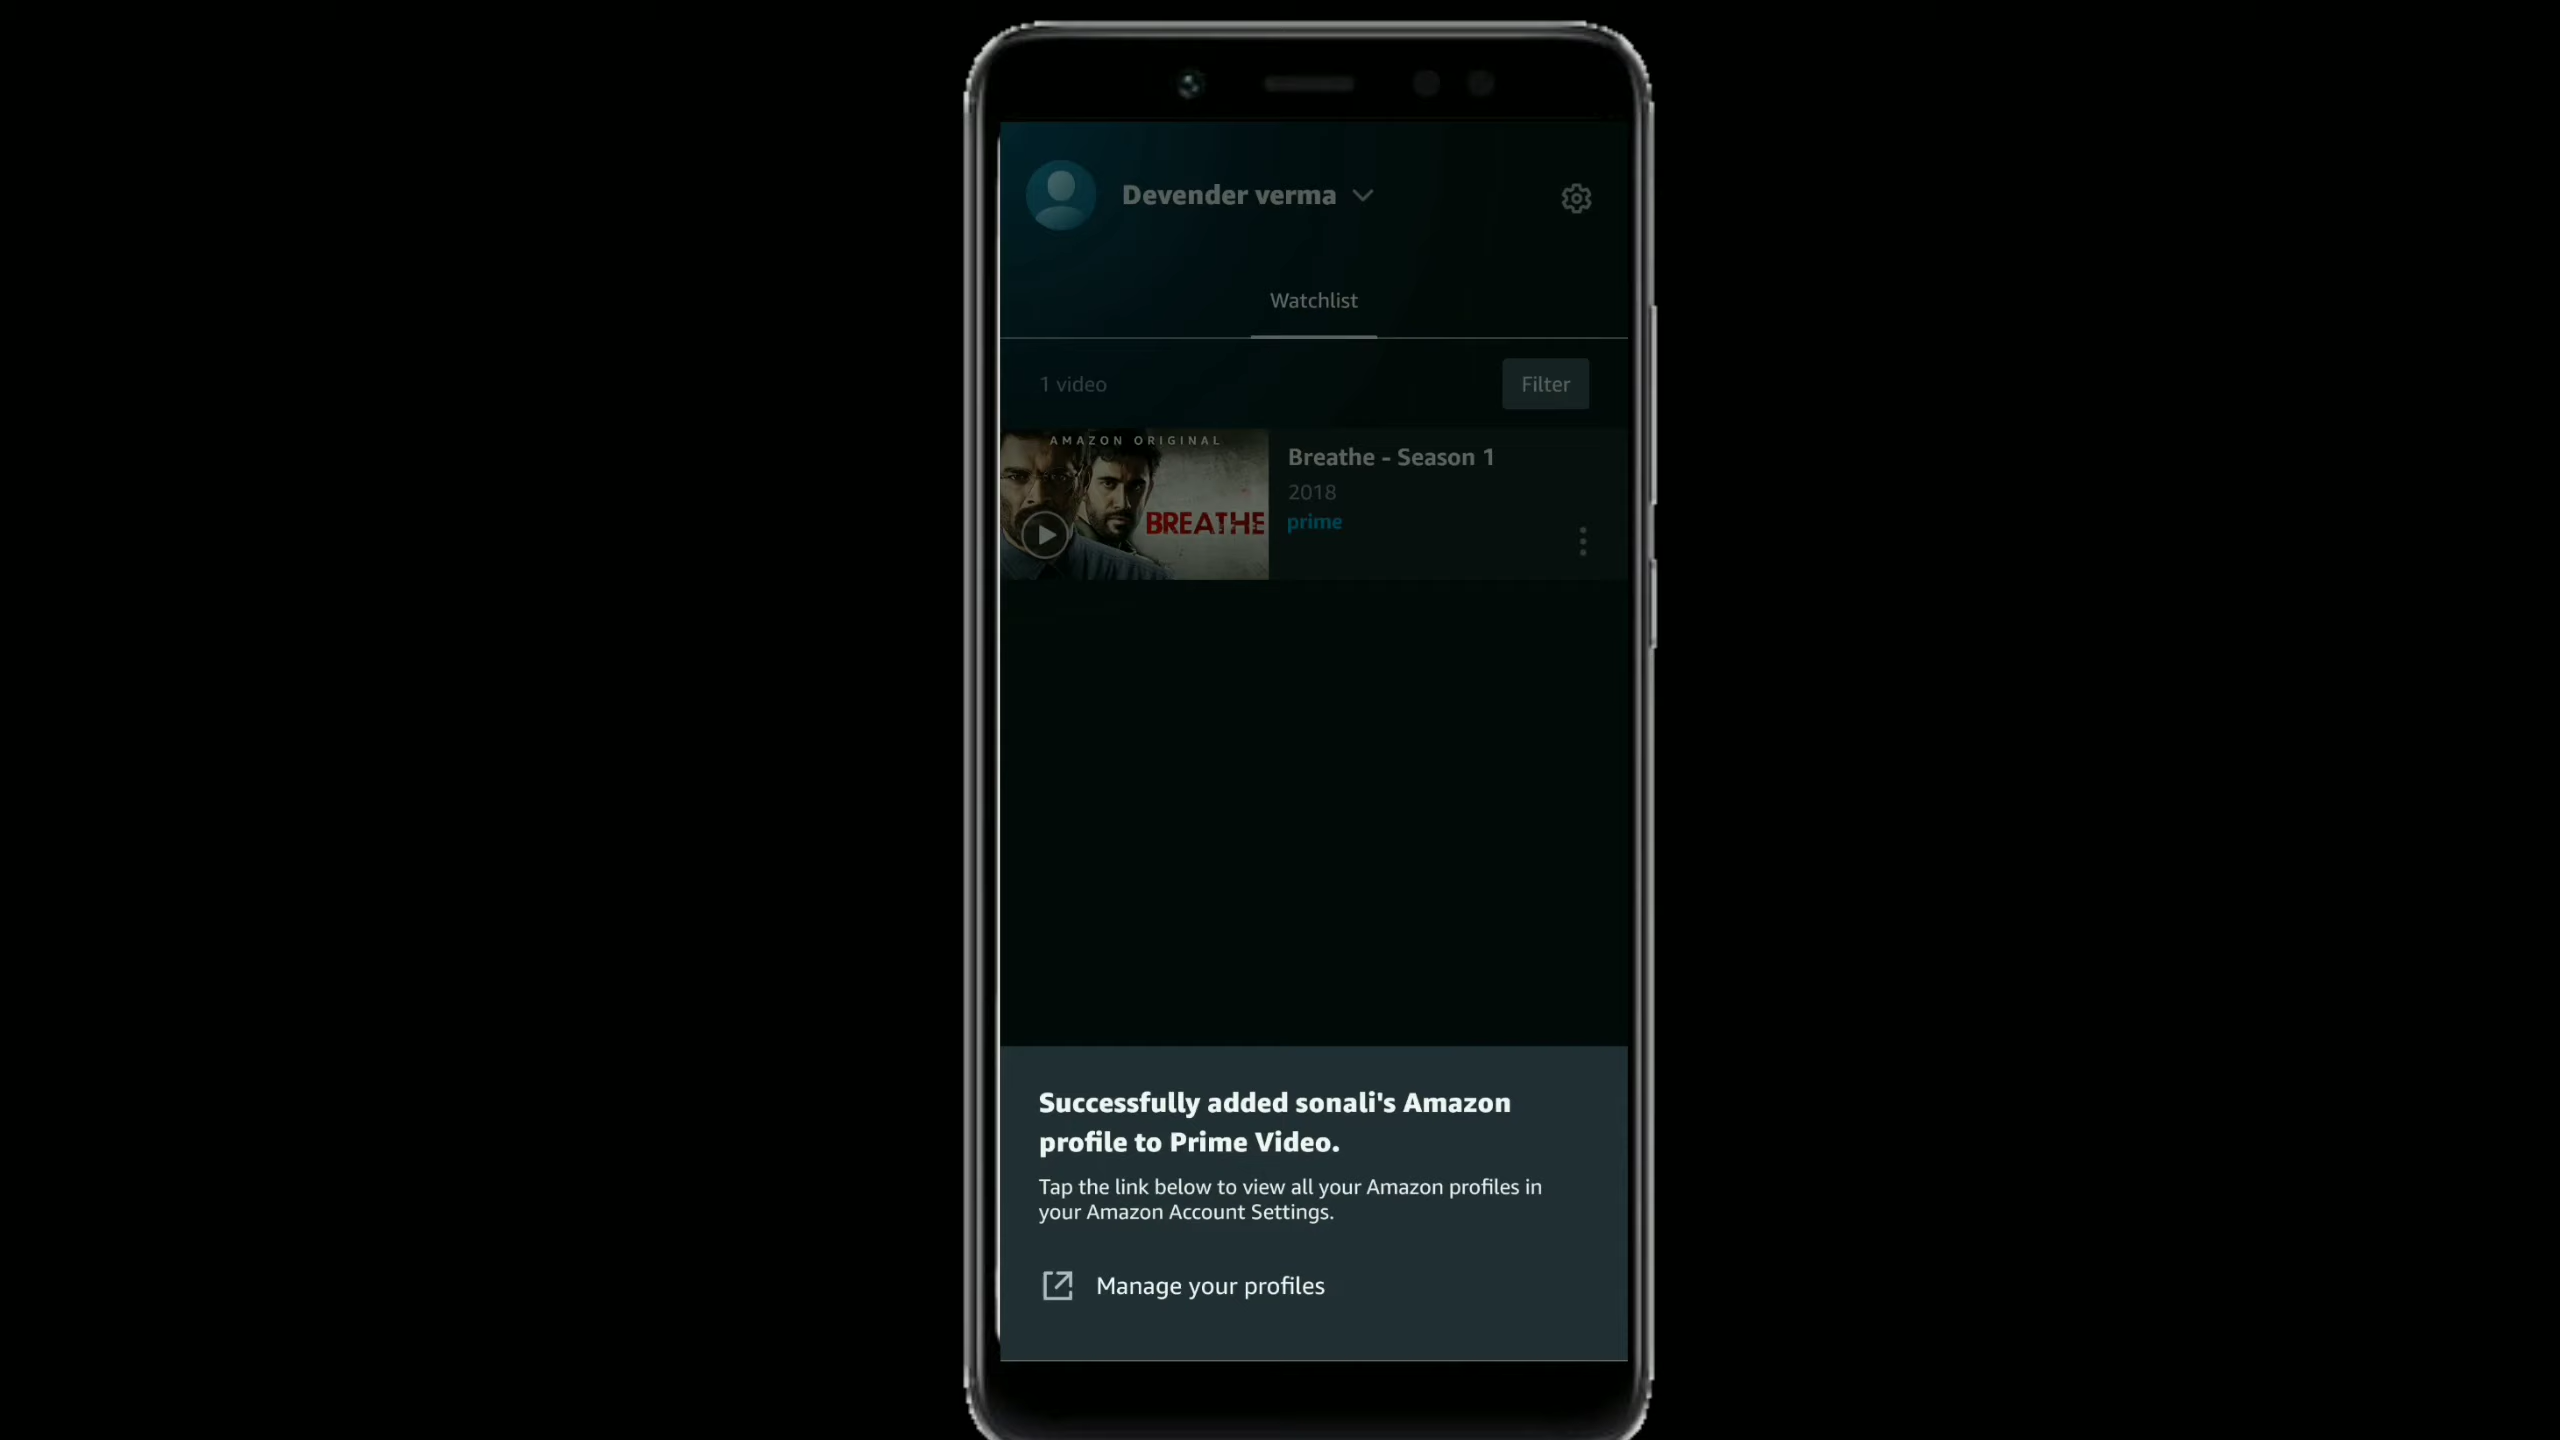 Devender verma
Watchlist
1 video
Filter
AMAZON ORIGINAL
BREATHE
Breathe - Season 1
2018
prime
Successfully added sonali's Amazon
profile to Prime Video.
Tap the link below to view all your Amazon profiles in
your Amazon Account Settings.
Manage your profiles